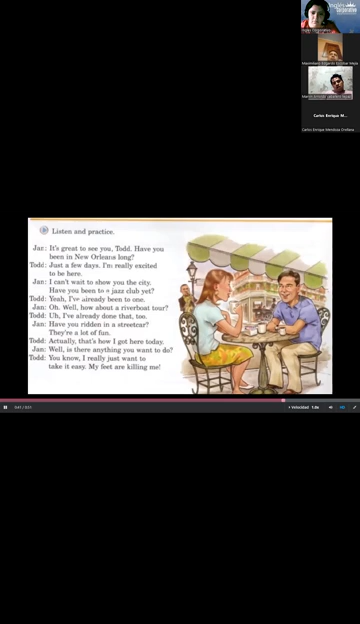 Inglés
Corporativo
Carlos Enrique M...
Carlos Enrique Mendoza Orellana
Listen and practice.
Jan: It's great to see you, Todd. Have you
been in New Orleans long?
Todd: Just a few days. I'm really excited
to be here.
Jan: I can't wait to show you the city.
Have you been to a jazz club yet?
Todd: Yeah, I've already been to one.
Jan: Oh. Well, how about a riverboat tour?
Todd: Uh, I've already done that, too.
Jan: Have you ridden in a streetcar?
They're a lot of fun.
Todd: Actually, that's how I got here today.
Jan: Well, is there anything you want to do?
Todd: You know, I really just want to
take it easy. My feet are killing me!
Velocidad 1.0x